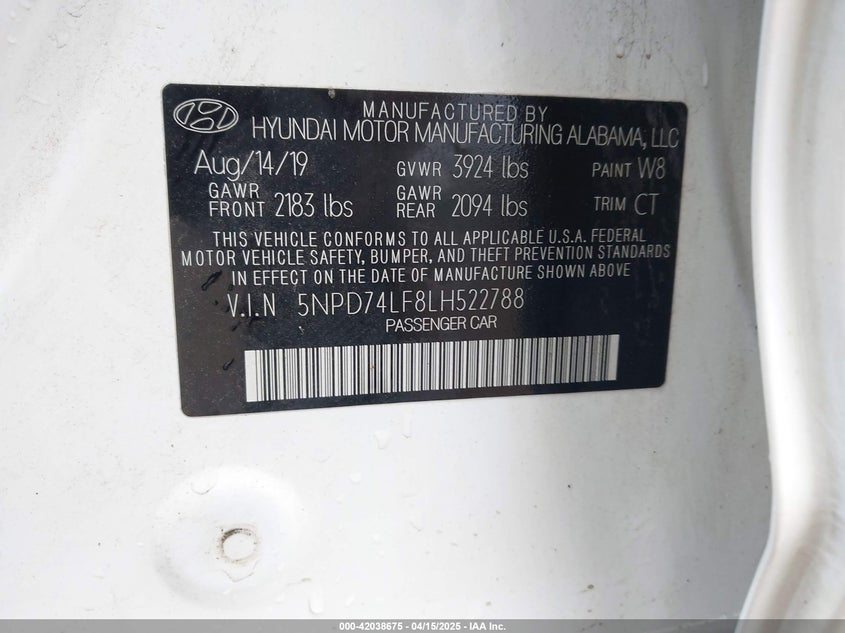 MANUFACTURED BY
HYUNDAI MOTOR MANUFACTURING ALABAMA, LLC
Aug/14/19 GVWR 3924 lbs PAINT W8
GAWR FRONT 2183 lbs GAWR REAR 2094 lbs TRIM CT
THIS VEHICLE CONFORMS TO ALL APPLICABLE U.S.A. FEDERAL
MOTOR VEHICLE SAFETY, BUMPER, AND THEFT PREVENTION STANDARDS
IN EFFECT ON THE DATE OF MANUFACTURE SHOWN ABOVE
V.I.N 5NPD74LF8LH522788
PASSENGER CAR
000-42038675 - 04/15/2025 - IAA Inc.